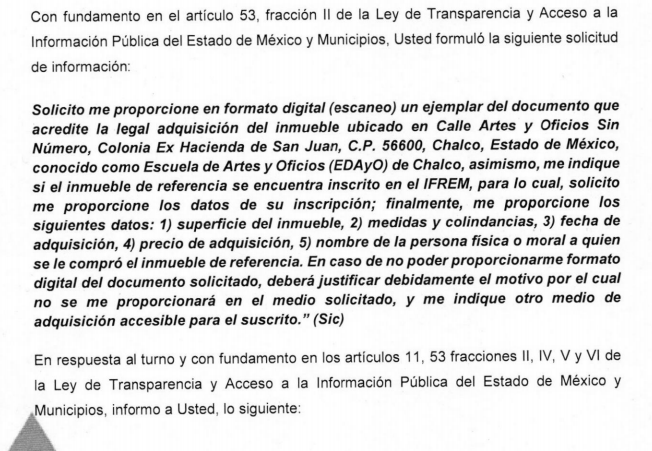 Con fundamento en el artículo 53, fracción II de la Ley de Transparencia y Acceso a la
Información Pública del Estado de México y Municipios, Usted formuló la siguiente solicitud
de información:
Solicito me proporcione en formato digital (escaneo) un ejemplar del documento que
acredite la legal adquisición del inmueble ubicado en Calle Artes y Oficios Sin
Número, Colonia Ex Hacienda de San Juan, C.P. 56600, Chalco, Estado de México,
conocido como Escuela de Artes y Oficios (EDAyO) de Chalco, asimismo, me indique
si el inmueble de referencia se encuentra inscrito en el IFREM, para lo cual, solicito
me proporcione los datos de su inscripción; finalmente, me proporcione los
siguientes datos: 1) superficie del inmueble, 2) medidas y colindancias, 3) fecha de
adquisición, 4) precio de adquisición, 5) nombre de la persona física o moral a quien
se le compró el inmueble de referencia. En caso de no poder proporcionarme formato
digital del documento solicitado, deberá justificar debidamente el motivo por el cual
no se me proporcionará en el medio solicitado, y me indique otro medio de
adquisición accesible para el suscrito.” (Sic)
En respuesta al turno y con fundamento en los artículos 11, 53 fracciones II, IV, V y VI de
la Ley de Transparencia y Acceso a la Información Pública del Estado de México y
Municipios, informo a Usted, lo siguiente: